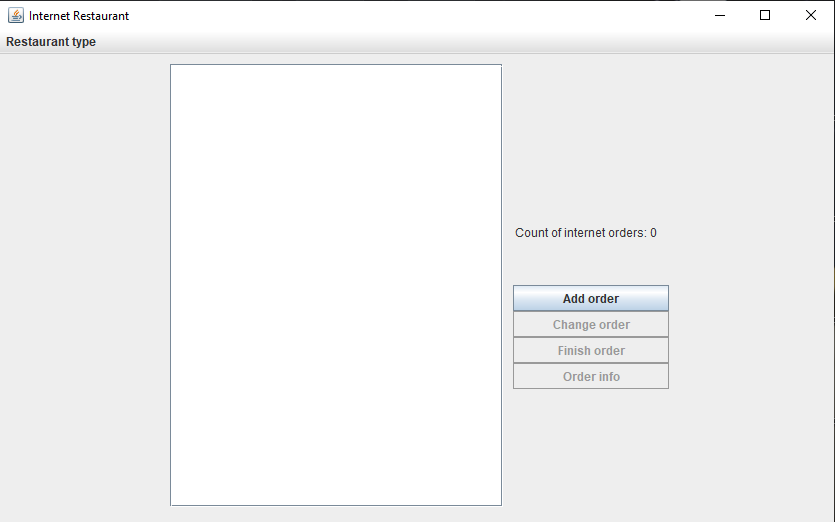 Internet Restaurant
Restaurant type
Count of internet orders: 0
Add order
Change order
Finish order
Order info